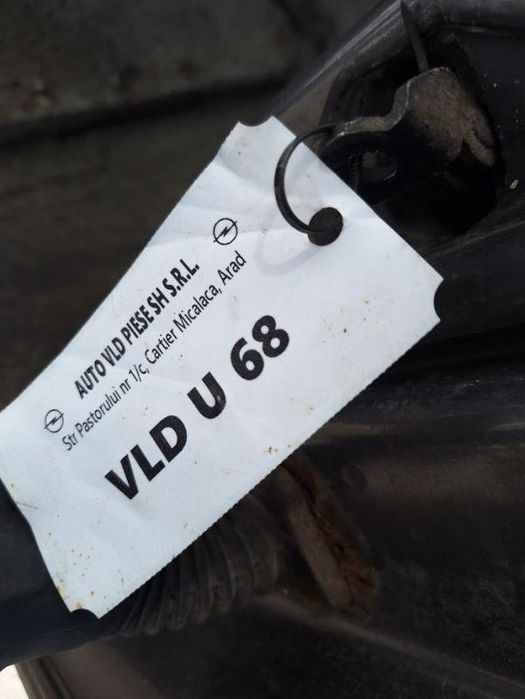 AUTO VLD PIESE SH S.R.L.
Str Pastorului nr 1/c, Cartier Micalaca, Arad
VLD U 68